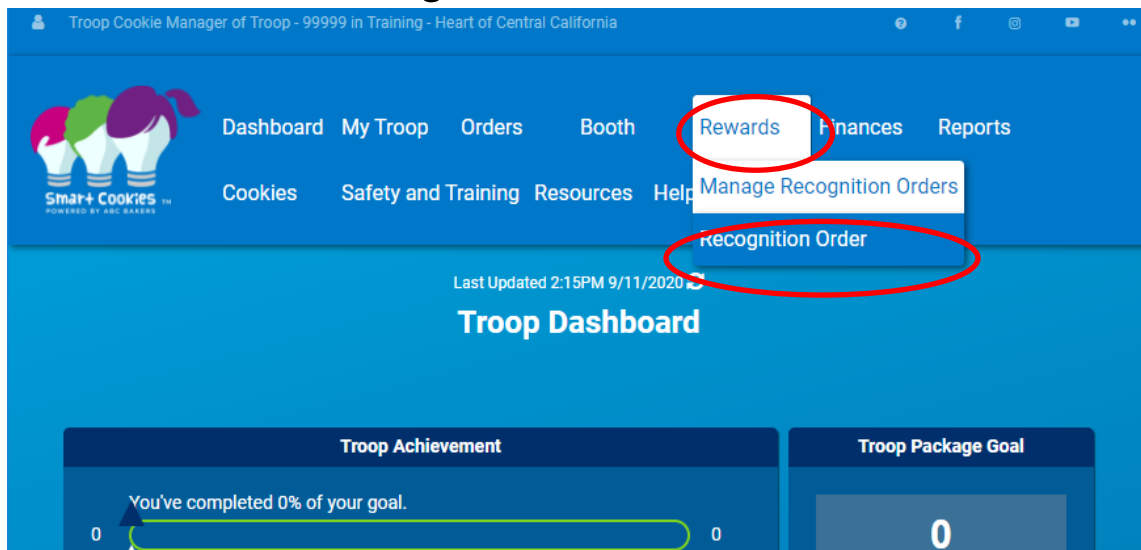 Troop Cookie Manager of Troop - 99999 in Training - Heart of Central California
Dashboard My Troop Orders Booth Rewards Finances Reports
Smart Cookies TM
POWERED BY ABC BAKERS
Cookies Safety and Training Resources Help
Manage Recognition Orders
Recognition Order
Last Updated 2:15PM 9/11/2020
Troop Dashboard
Troop Achievement
Troop Package Goal
You've completed 0% of your goal.
0 0
0